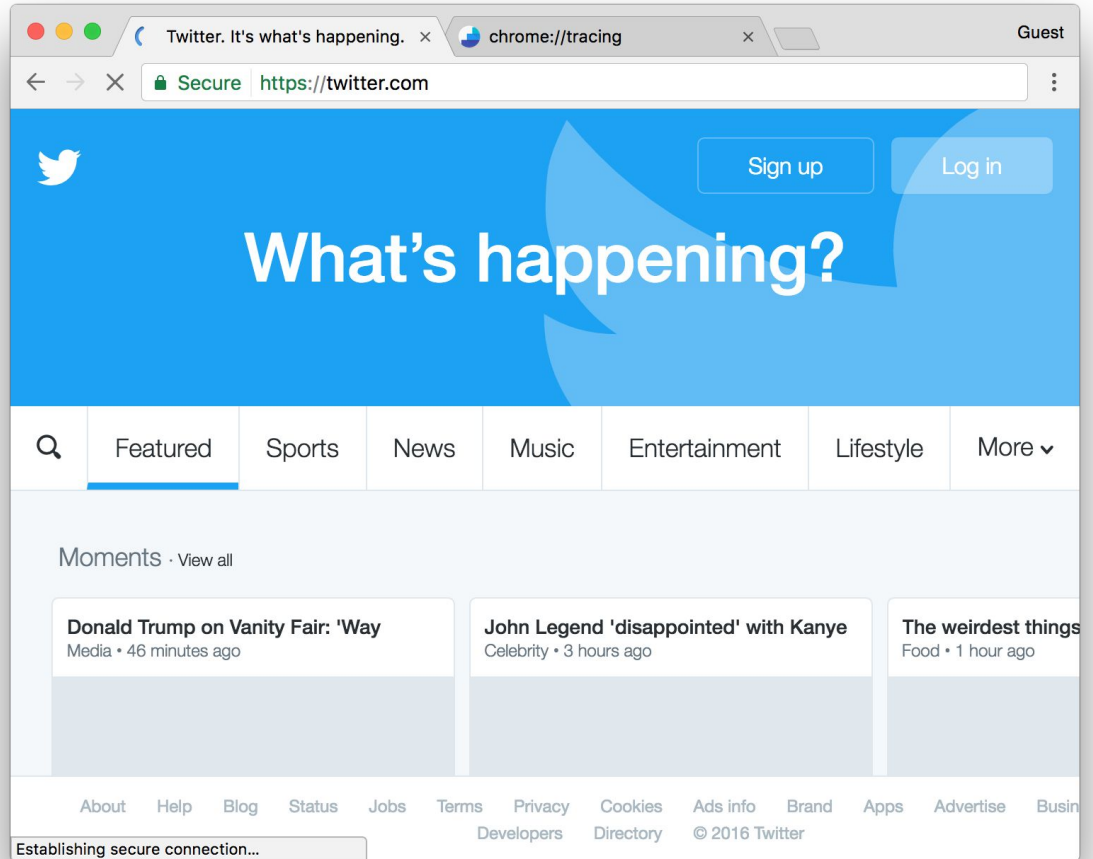 Twitter. It's what's happening. × chrome://tracing × Guest
Secure https://twitter.com
Sign up Log in
What's happening?
Featured Sports News Music Entertainment Lifestyle More
Moments · View all
Donald Trump on Vanity Fair: 'Way
Media • 46 minutes ago
John Legend 'disappointed' with Kanye
Celebrity • 3 hours ago
The weirdest things
Food • 1 hour ago
About Help Blog Status Jobs Terms Privacy Cookies Ads info Brand Apps Advertise Busin
Developers Directory © 2016 Twitter
Establishing secure connection...